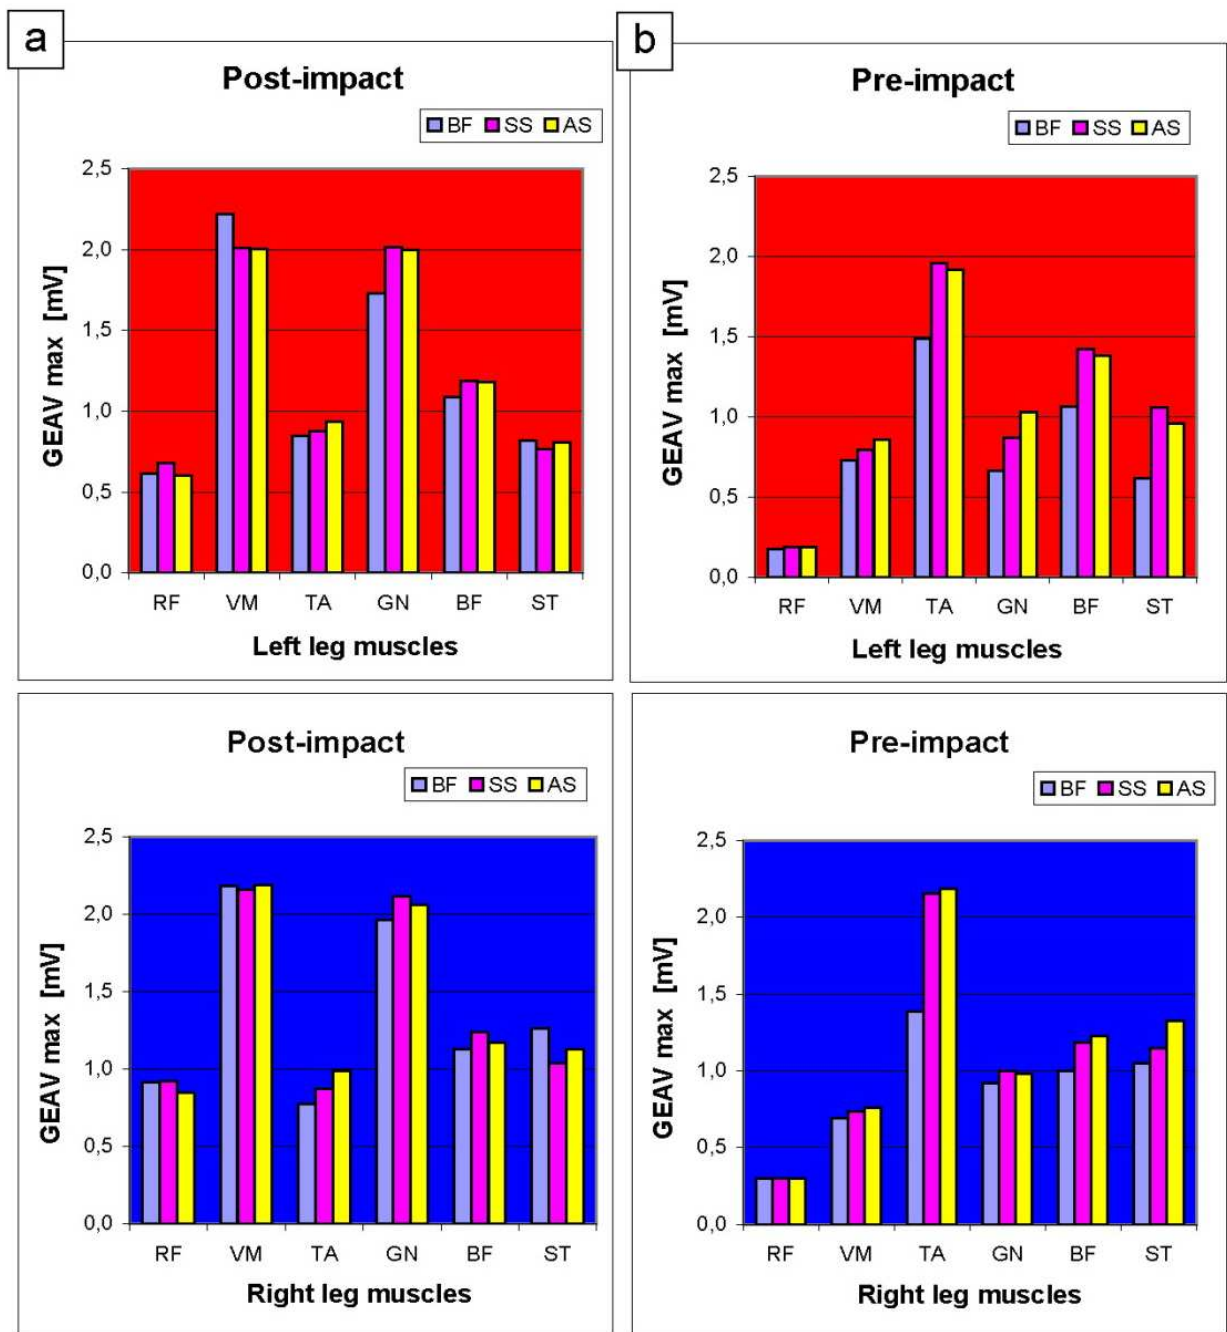 a
Post-impact
BF SS AS
2,5
2,0
1,5
1,0
0,5
0,0
GEAV max [mV]
RF VM TA GN BF ST
Left leg muscles
b
Pre-impact
BF SS AS
2,5
2,0
1,5
1,0
0,5
0,0
GEAV max [mV]
RF VM TA GN BF ST
Left leg muscles
Post-impact
BF SS AS
2,5
2,0
1,5
1,0
0,5
0,0
GEAV max [mV]
RF VM TA GN BF ST
Right leg muscles
Pre-impact
BF SS AS
2,5
2,0
1,5
1,0
0,5
0,0
GEAV max [mV]
RF VM TA GN BF ST
Right leg muscles